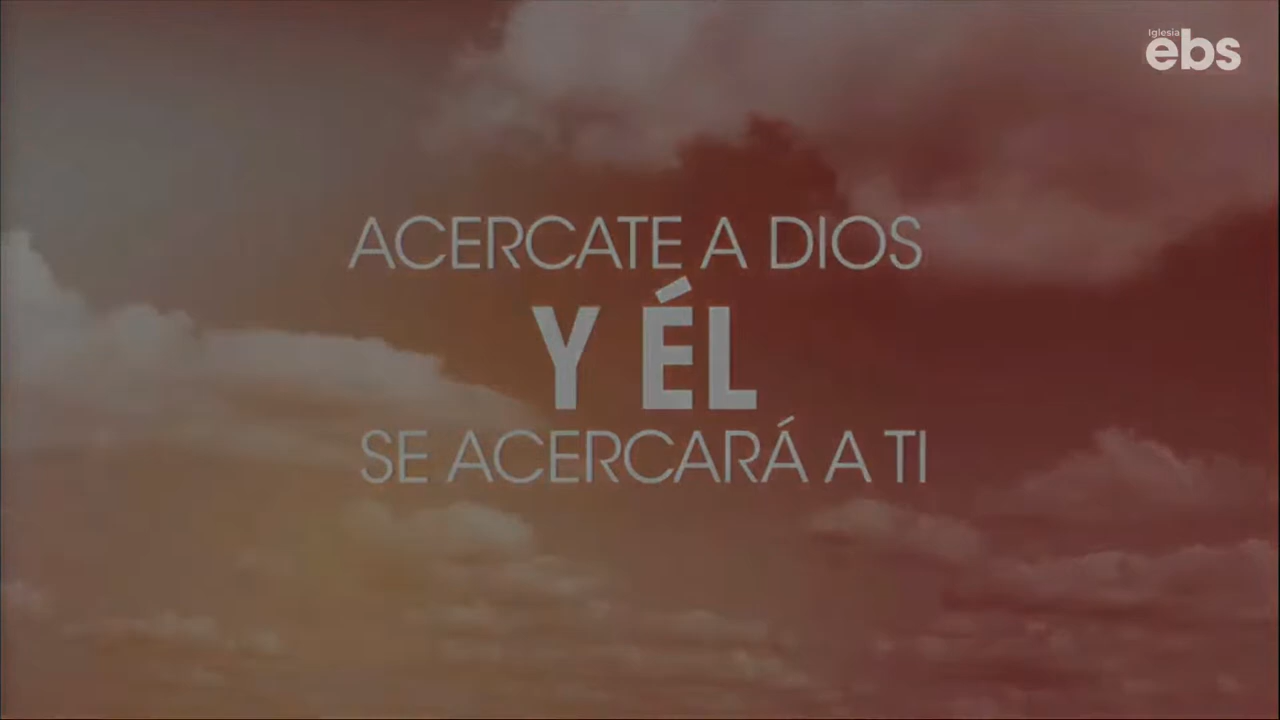 Iglesia
ebs
ACERCATE A DIOS
Y ÉL
SE ACERCARÁ A TI